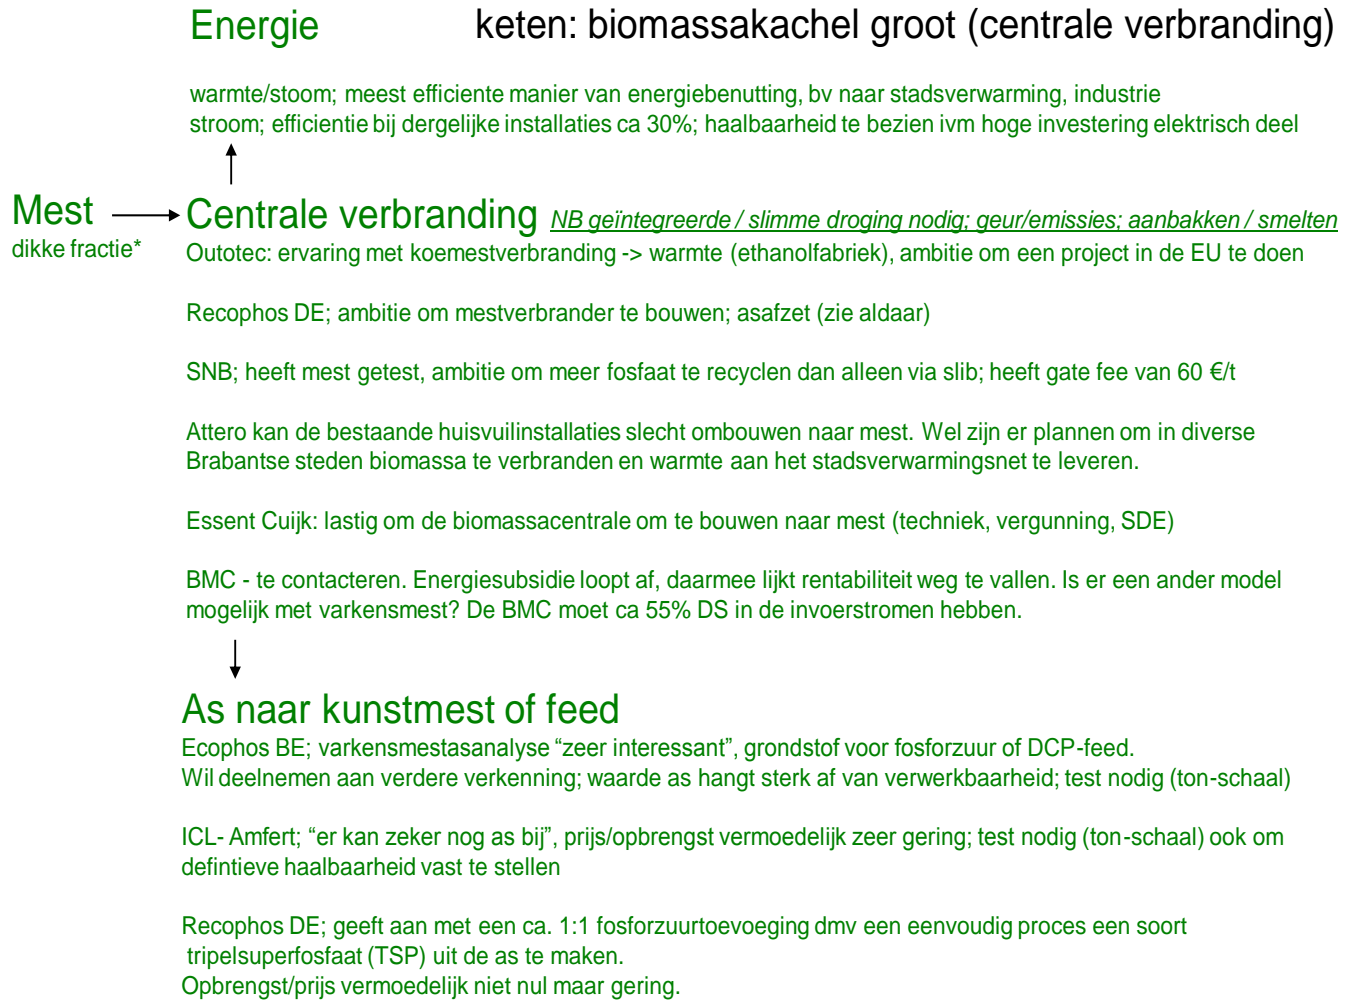 Energie
keten: biomassakachel groot (centrale verbranding)
warmte/stoom; meest efficiente manier van energiebenutting, bv naar stadsverwarming, industrie
stroom; efficientie bij dergelijke installaties ca 30%; haalbaarheid te bezien ivm hoge investering elektrisch deel
Mest
dikke fractie*
Centrale verbranding NB geïntegreerde / slimme droging nodig; geur/emissies; aanbakken / smelten
Outotec: ervaring met koemestverbranding -> warmte (ethanolfabriek), ambitie om een project in de EU te doen
Recophos DE; ambitie om mestverbrander te bouwen; asafzet (zie aldaar)
SNB; heeft mest getest, ambitie om meer fosfaat te recyclen dan alleen via slib; heeft gate fee van 60 €/t
Attero kan de bestaande huisvuilinstallaties slecht ombouwen naar mest. Wel zijn er plannen om in diverse
Brabantse steden biomassa te verbranden en warmte aan het stadsverwarmingsnet te leveren.
Essent Cuijk: lastig om de biomassacentrale om te bouwen naar mest (techniek, vergunning, SDE)
BMC - te contacteren. Energiesubsidie loopt af, daarmee lijkt rentabiliteit weg te vallen. Is er een ander model
mogelijk met varkensmest? De BMC moet ca 55% DS in de invoerstromen hebben.
As naar kunstmest of feed
Ecophos BE; varkensmestasanalyse “zeer interessant”, grondstof voor fosforzuur of DCP-feed.
Wil deelnemen aan verdere verkenning; waarde as hangt sterk af van verwerkbaarheid; test nodig (ton-schaal)
ICL- Amfert; “er kan zeker nog as bij”, prijs/opbrengst vermoedelijk zeer gering; test nodig (ton-schaal) ook om
defintieve haalbaarheid vast te stellen
Recophos DE; geeft aan met een ca. 1:1 fosforzuurtoevoeging dmv een eenvoudig proces een soort
tripelsuperfosfaat (TSP) uit de as te maken.
Opbrengst/prijs vermoedelijk niet nul maar gering.